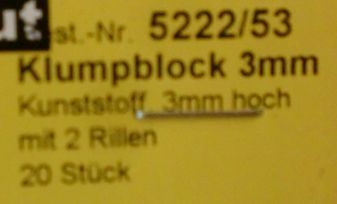 ut st.-Nr. 5222/53
Klumpblock 3mm
Kunststoff 3mm hoch
mit 2 Rillen
20 Stück